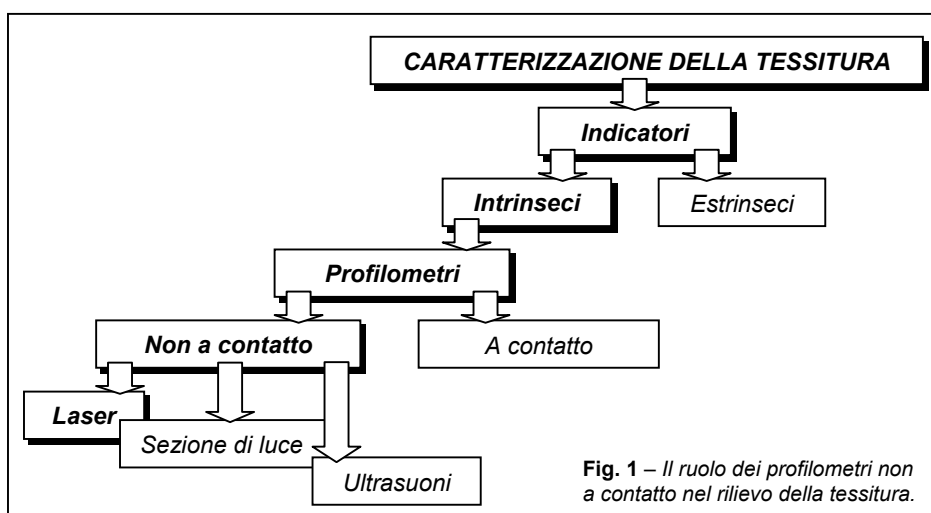 CARATTERIZZAZIONE DELLA TESSITURA
Indicatori
Intrinseci
Estrinseci
Profilometri
Non a contatto
A contatto
Laser
Sezione di luce
Ultrasuoni
Fig. 1 – Il ruolo dei profilometri non
a contatto nel rilievo della tessitura.